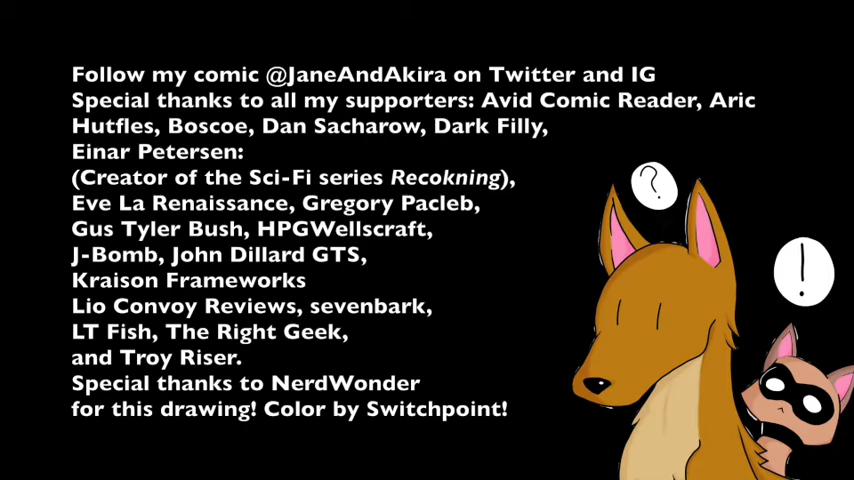 Follow my comic @JaneAndAkira on Twitter and IG
Special thanks to all my supporters: Avid Comic Reader, Aric
Hutfles, Boscoe, Dan Sacharow, Dark Filly,
Einar Petersen:
(Creator of the Sci-Fi series Recokning),
Eve La Renaissance, Gregory Pacleb,
Gus Tyler Bush, HPGWellscraft,
J-Bomb, John Dillard GTS,
Kraison Frameworks
Lio Convoy Reviews, sevenbark,
LT Fish, The Right Geek,
and Troy Riser.
Special thanks to NerdWonder
for this drawing! Color by Switchpoint!
?
!